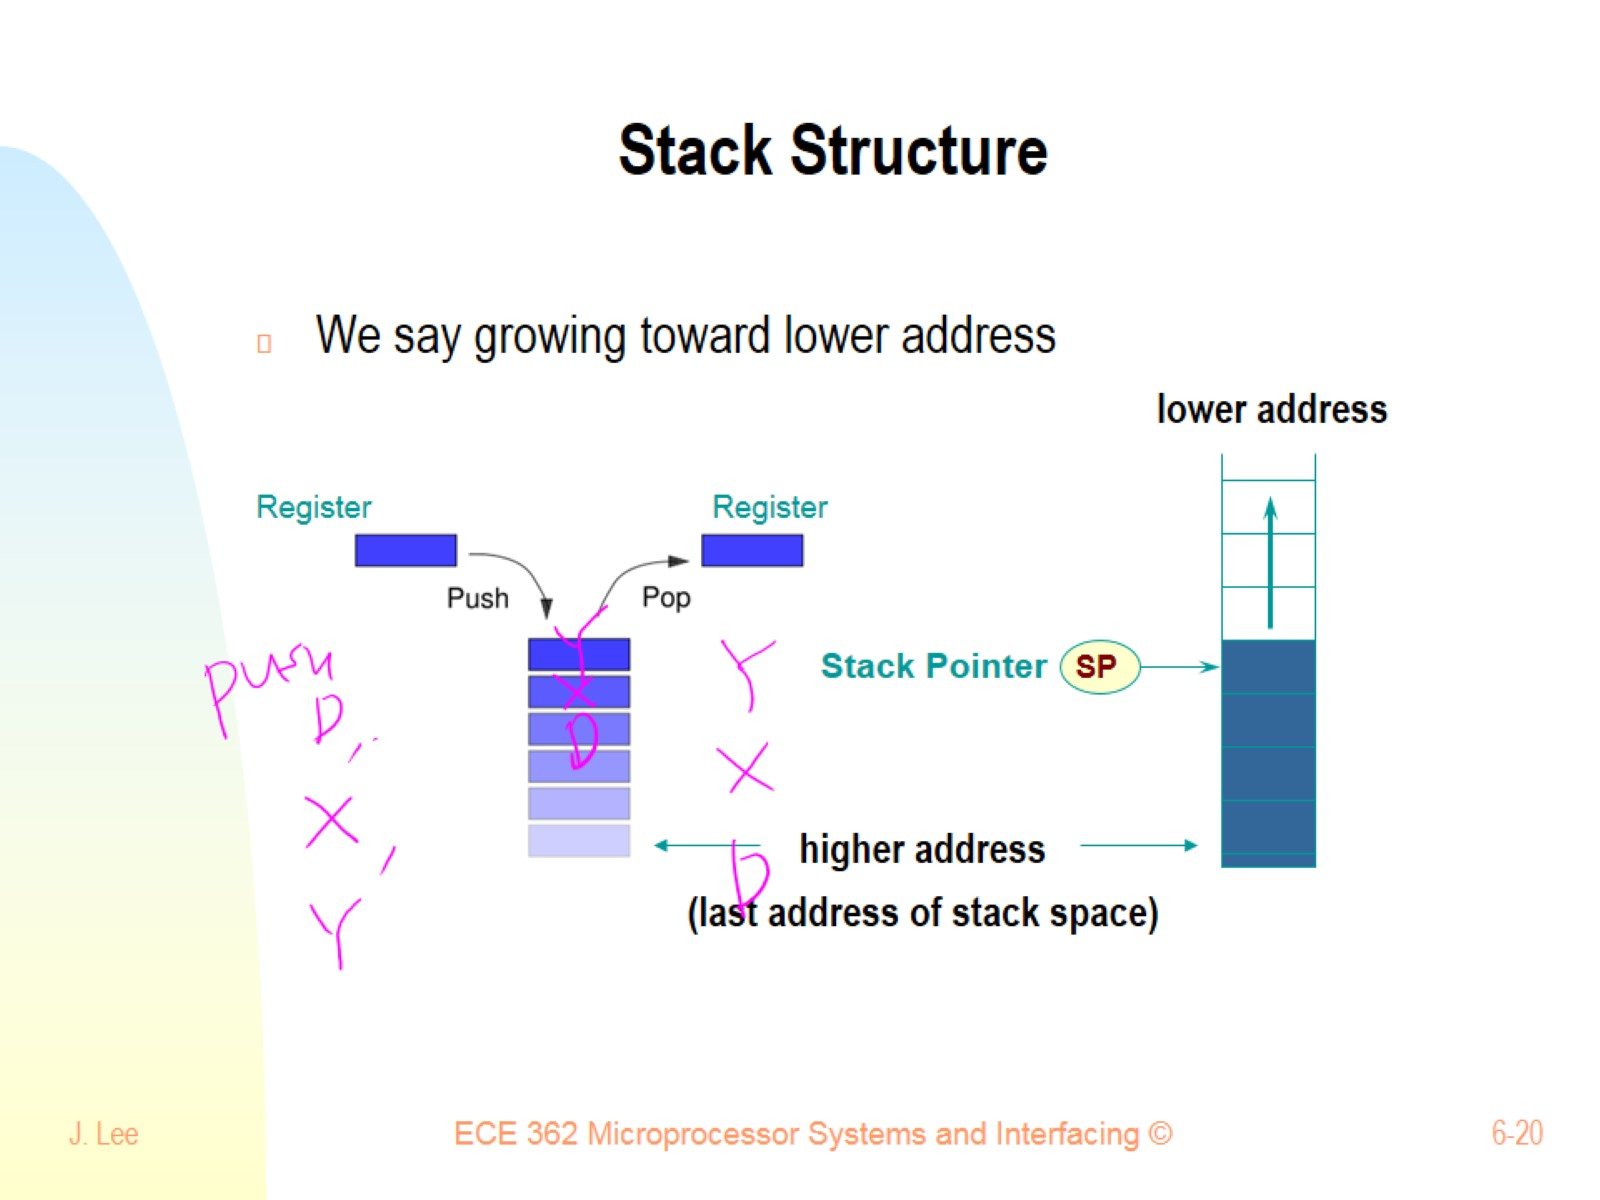 Stack Structure
We say growing toward lower address
lower address
Register
Register
Push
Pop
push
D,
X,
Y
Y
X
D
Y
X
D
Stack Pointer SP
higher address
(last address of stack space)
J. Lee
ECE 362 Microprocessor Systems and Interfacing ©
6-20